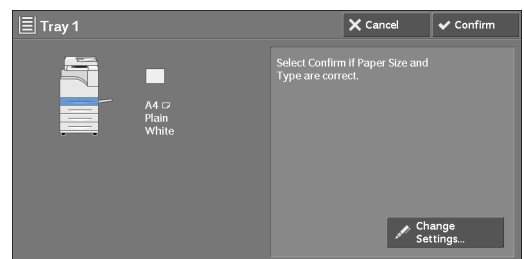 Tray 1
Cancel
Confirm
Select Confirm if Paper Size and
Type are correct.
A4
Plain
White
Change
Settings...